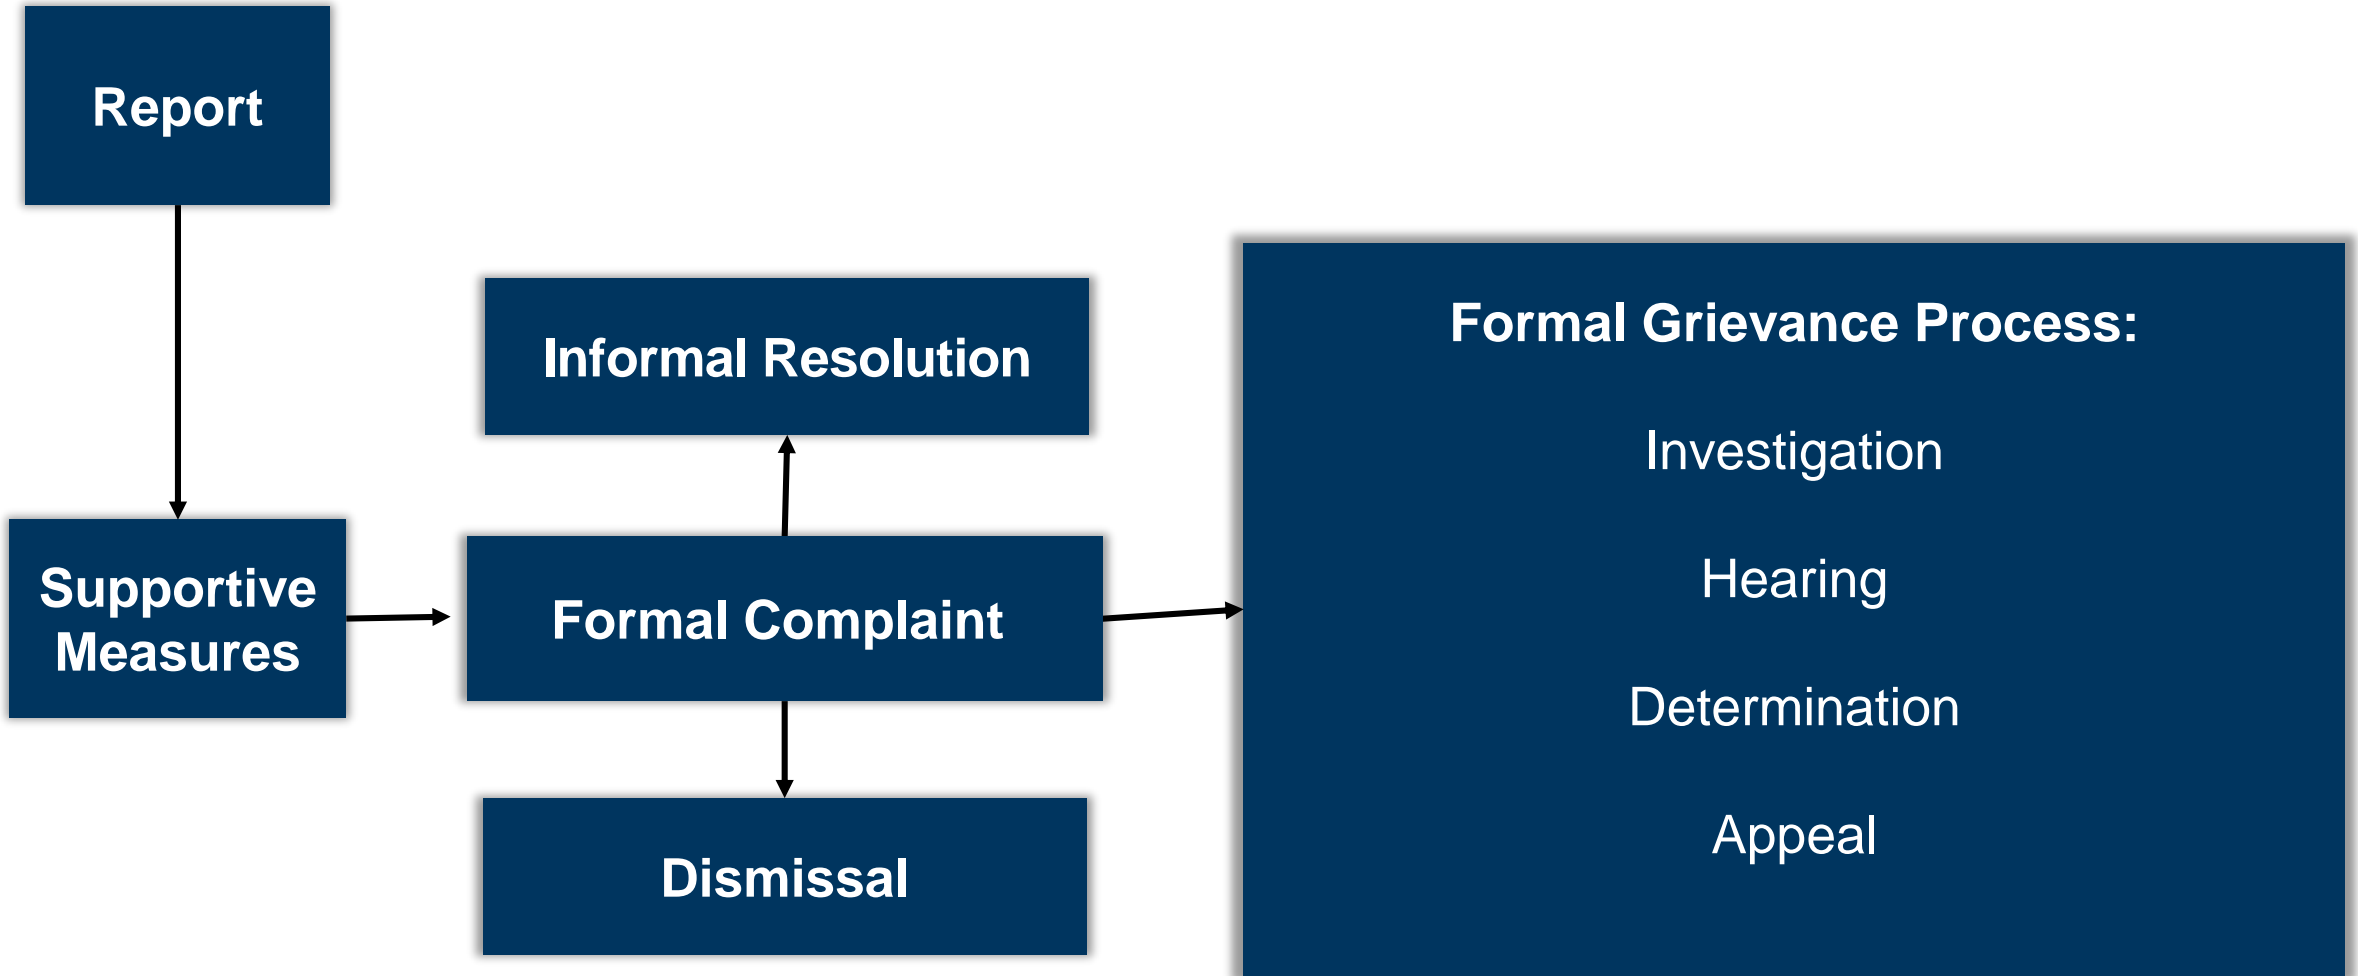 Report
Supportive
Measures
Informal Resolution
Formal Complaint
Dismissal
Formal Grievance Process:
Investigation
Hearing
Determination
Appeal